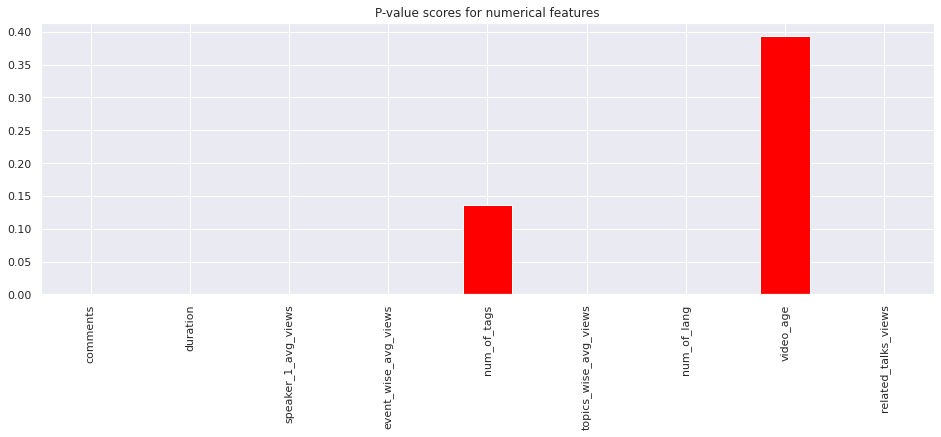 P-value scores for numerical features
0.40
0.35
0.30
0.25
0.20
0.15
0.10
0.05
0.00
comments
duration
speaker_1_avg_views
event_wise_avg_views
num_of_tags
topics_wise_avg_views
num_of_lang
video_age
related_talks_views